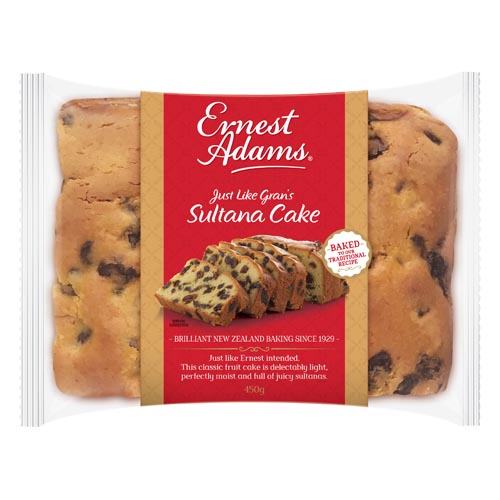 Ernest
Adams®
Just Like Gran's
Sultana Cake
BAKED
TO OUR
TRADITIONAL
RECIPE
- BRILLIANT NEW ZEALAND BAKING SINCE 1929 -
Just like Ernest intended.
This classic fruit cake is delectably light,
perfectly moist and full of juicy sultanas.
450g